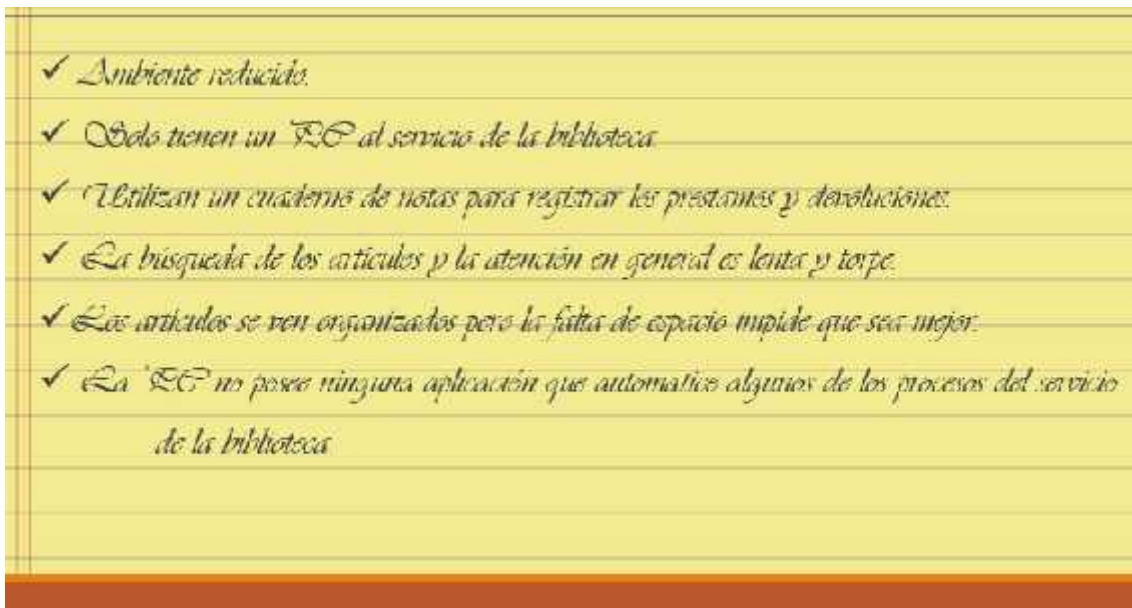 ✓ Ambiente reducido.
✓ Solo tienen un PC al servicio de la biblioteca
✓ Utilizan un cuaderno de notas para registrar los prestamos y devoluciones.
✓ La búsqueda de los artículos y la atención en general es lenta y torpe.
✓ Los artículos se ven organizados pero la falta de espacio impide que sea mejor.
✓ La PC no posee ninguna aplicación que automatice algunos de los procesos del servicio
de la biblioteca